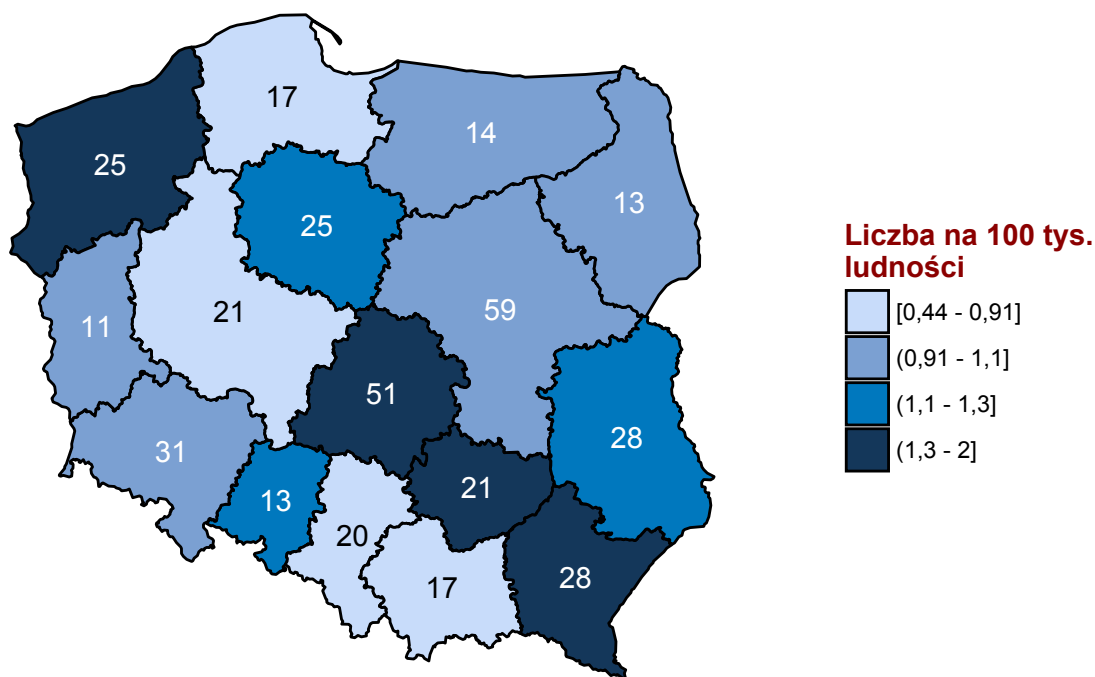 17
14
25
13
25
Liczba na 100 tys.
ludności
[0,44 - 0,91]
(0,91 - 1,1]
(1,1 - 1,3]
(1,3 - 2]
21
59
11
51
28
31
21
13
20
28
17